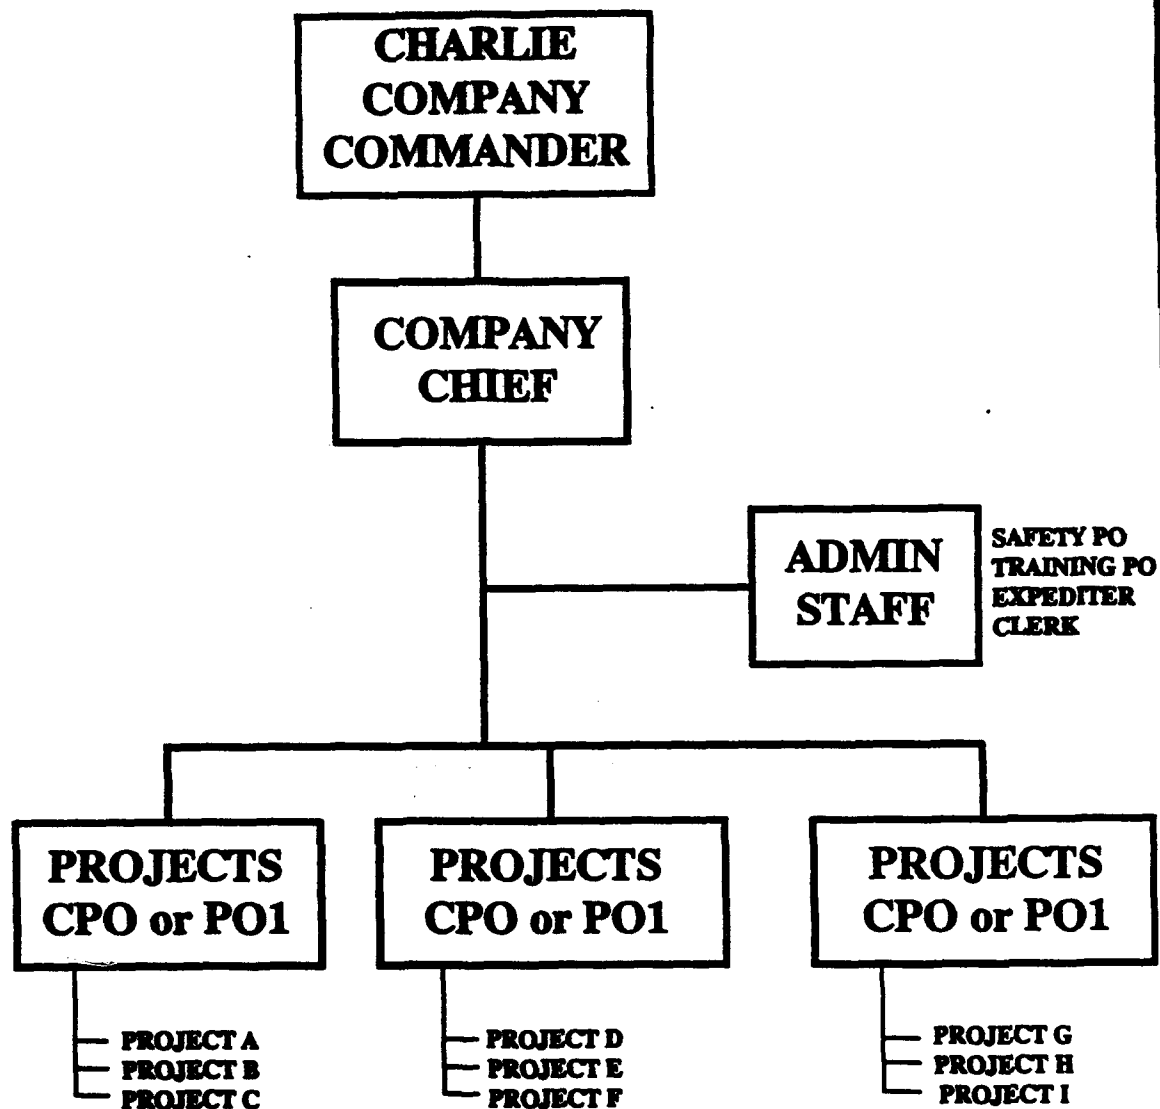 CHARLIE
COMPANY
COMMANDER
COMPANY
CHIEF
ADMIN
STAFF
SAFETY PO
TRAINING PO
EXPEDITER
CLERK
PROJECTS
CPO or PO1
PROJECT A
PROJECT B
PROJECT C
PROJECTS
CPO or PO1
PROJECT D
PROJECT E
PROJECT F
PROJECTS
CPO or PO1
PROJECT G
PROJECT H
PROJECT I